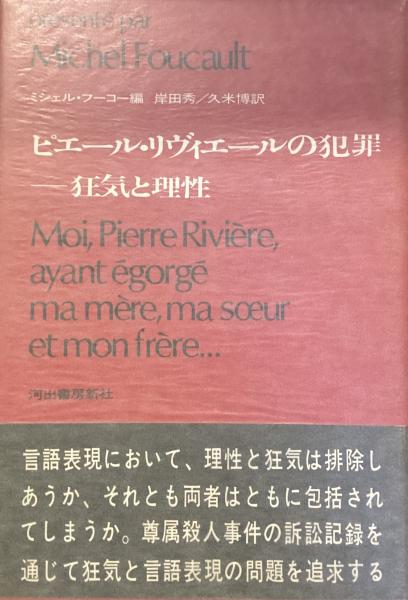 présenté par
Michel Foucault
ミシェル・フーコー編 岸田秀／久米博訳
ピエール・リヴィエールの犯罪
—狂気と理性
Moi, Pierre Rivière,
ayant égorgé
ma mère, ma sœur
et mon frère...
河出書房新社
言語表現において、理性と狂気は排除し
あうか、それとも両者はともに包括され
てしまうか。尊属殺人事件の訴訟記録を
通じて狂気と言語表現の問題を追求する